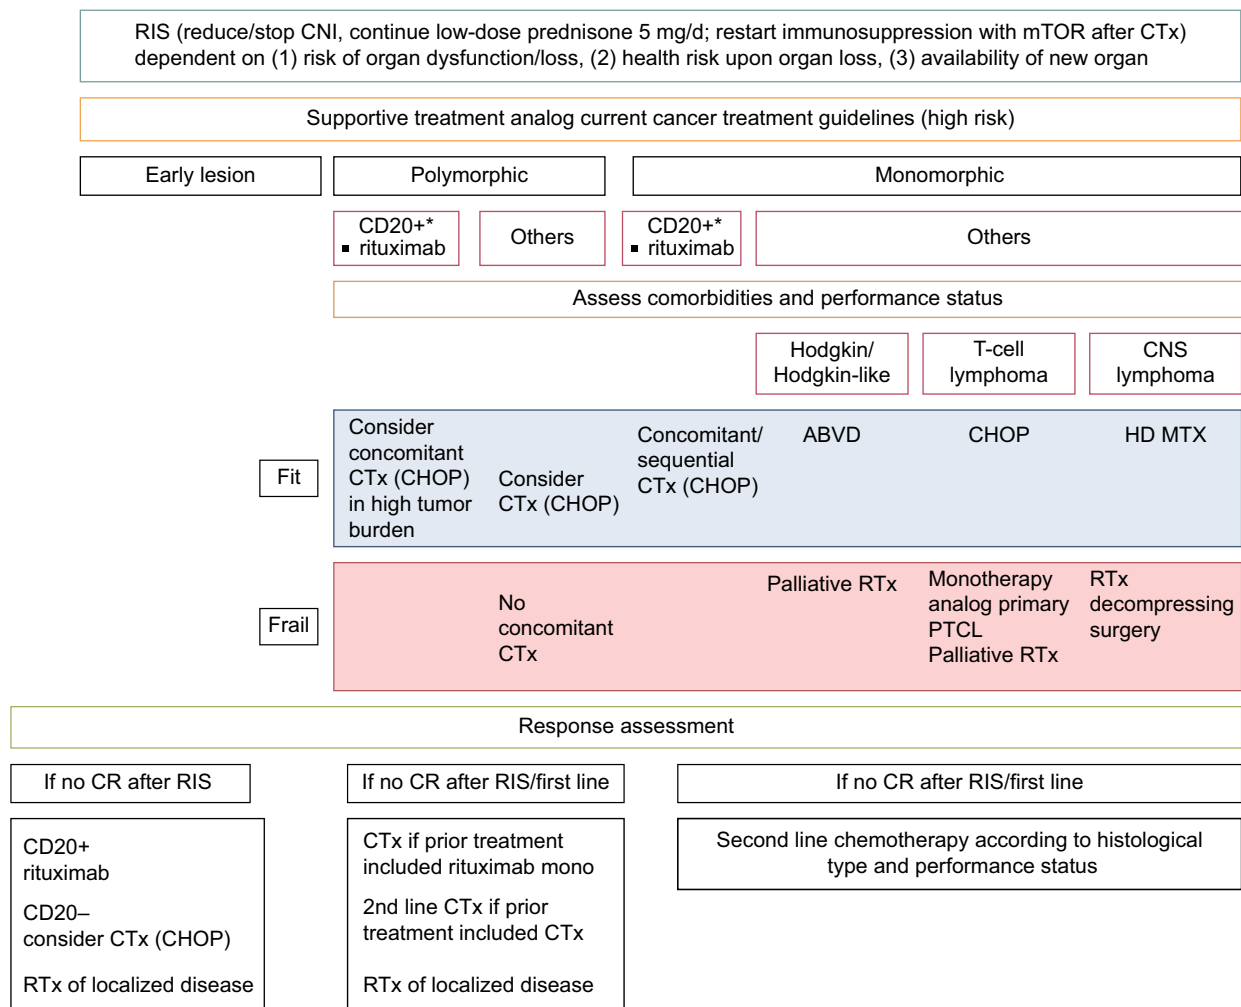 RIS (reduce/stop CNI, continue low-dose prednisone 5 mg/d; restart immunosuppression with mTOR after CTx)
dependent on (1) risk of organ dysfunction/loss, (2) health risk upon organ loss, (3) availability of new organ
Supportive treatment analog current cancer treatment guidelines (high risk)
Early lesion
Polymorphic
Monomorphic
CD20+*
▪ rituximab
Others
CD20+*
▪ rituximab
Others
Assess comorbidities and performance status
Hodgkin/
Hodgkin-like
T-cell
lymphoma
CNS
lymphoma
Fit
Consider
concomitant
CTx (CHOP)
in high tumor
burden
Consider
CTx (CHOP)
Concomitant/
sequential
CTx (CHOP)
ABVD
CHOP
HD MTX
Frail
No
concomitant
CTx
Palliative RTx
Monotherapy
analog primary
PTCL
Palliative RTx
RTx
decompressing
surgery
Response assessment
If no CR after RIS
If no CR after RIS/first line
If no CR after RIS/first line
CD20+
rituximab
CD20–
consider CTx (CHOP)
RTx of localized disease
CTx if prior treatment
included rituximab mono
2nd line CTx if prior
treatment included CTx
RTx of localized disease
Second line chemotherapy according to histological
type and performance status